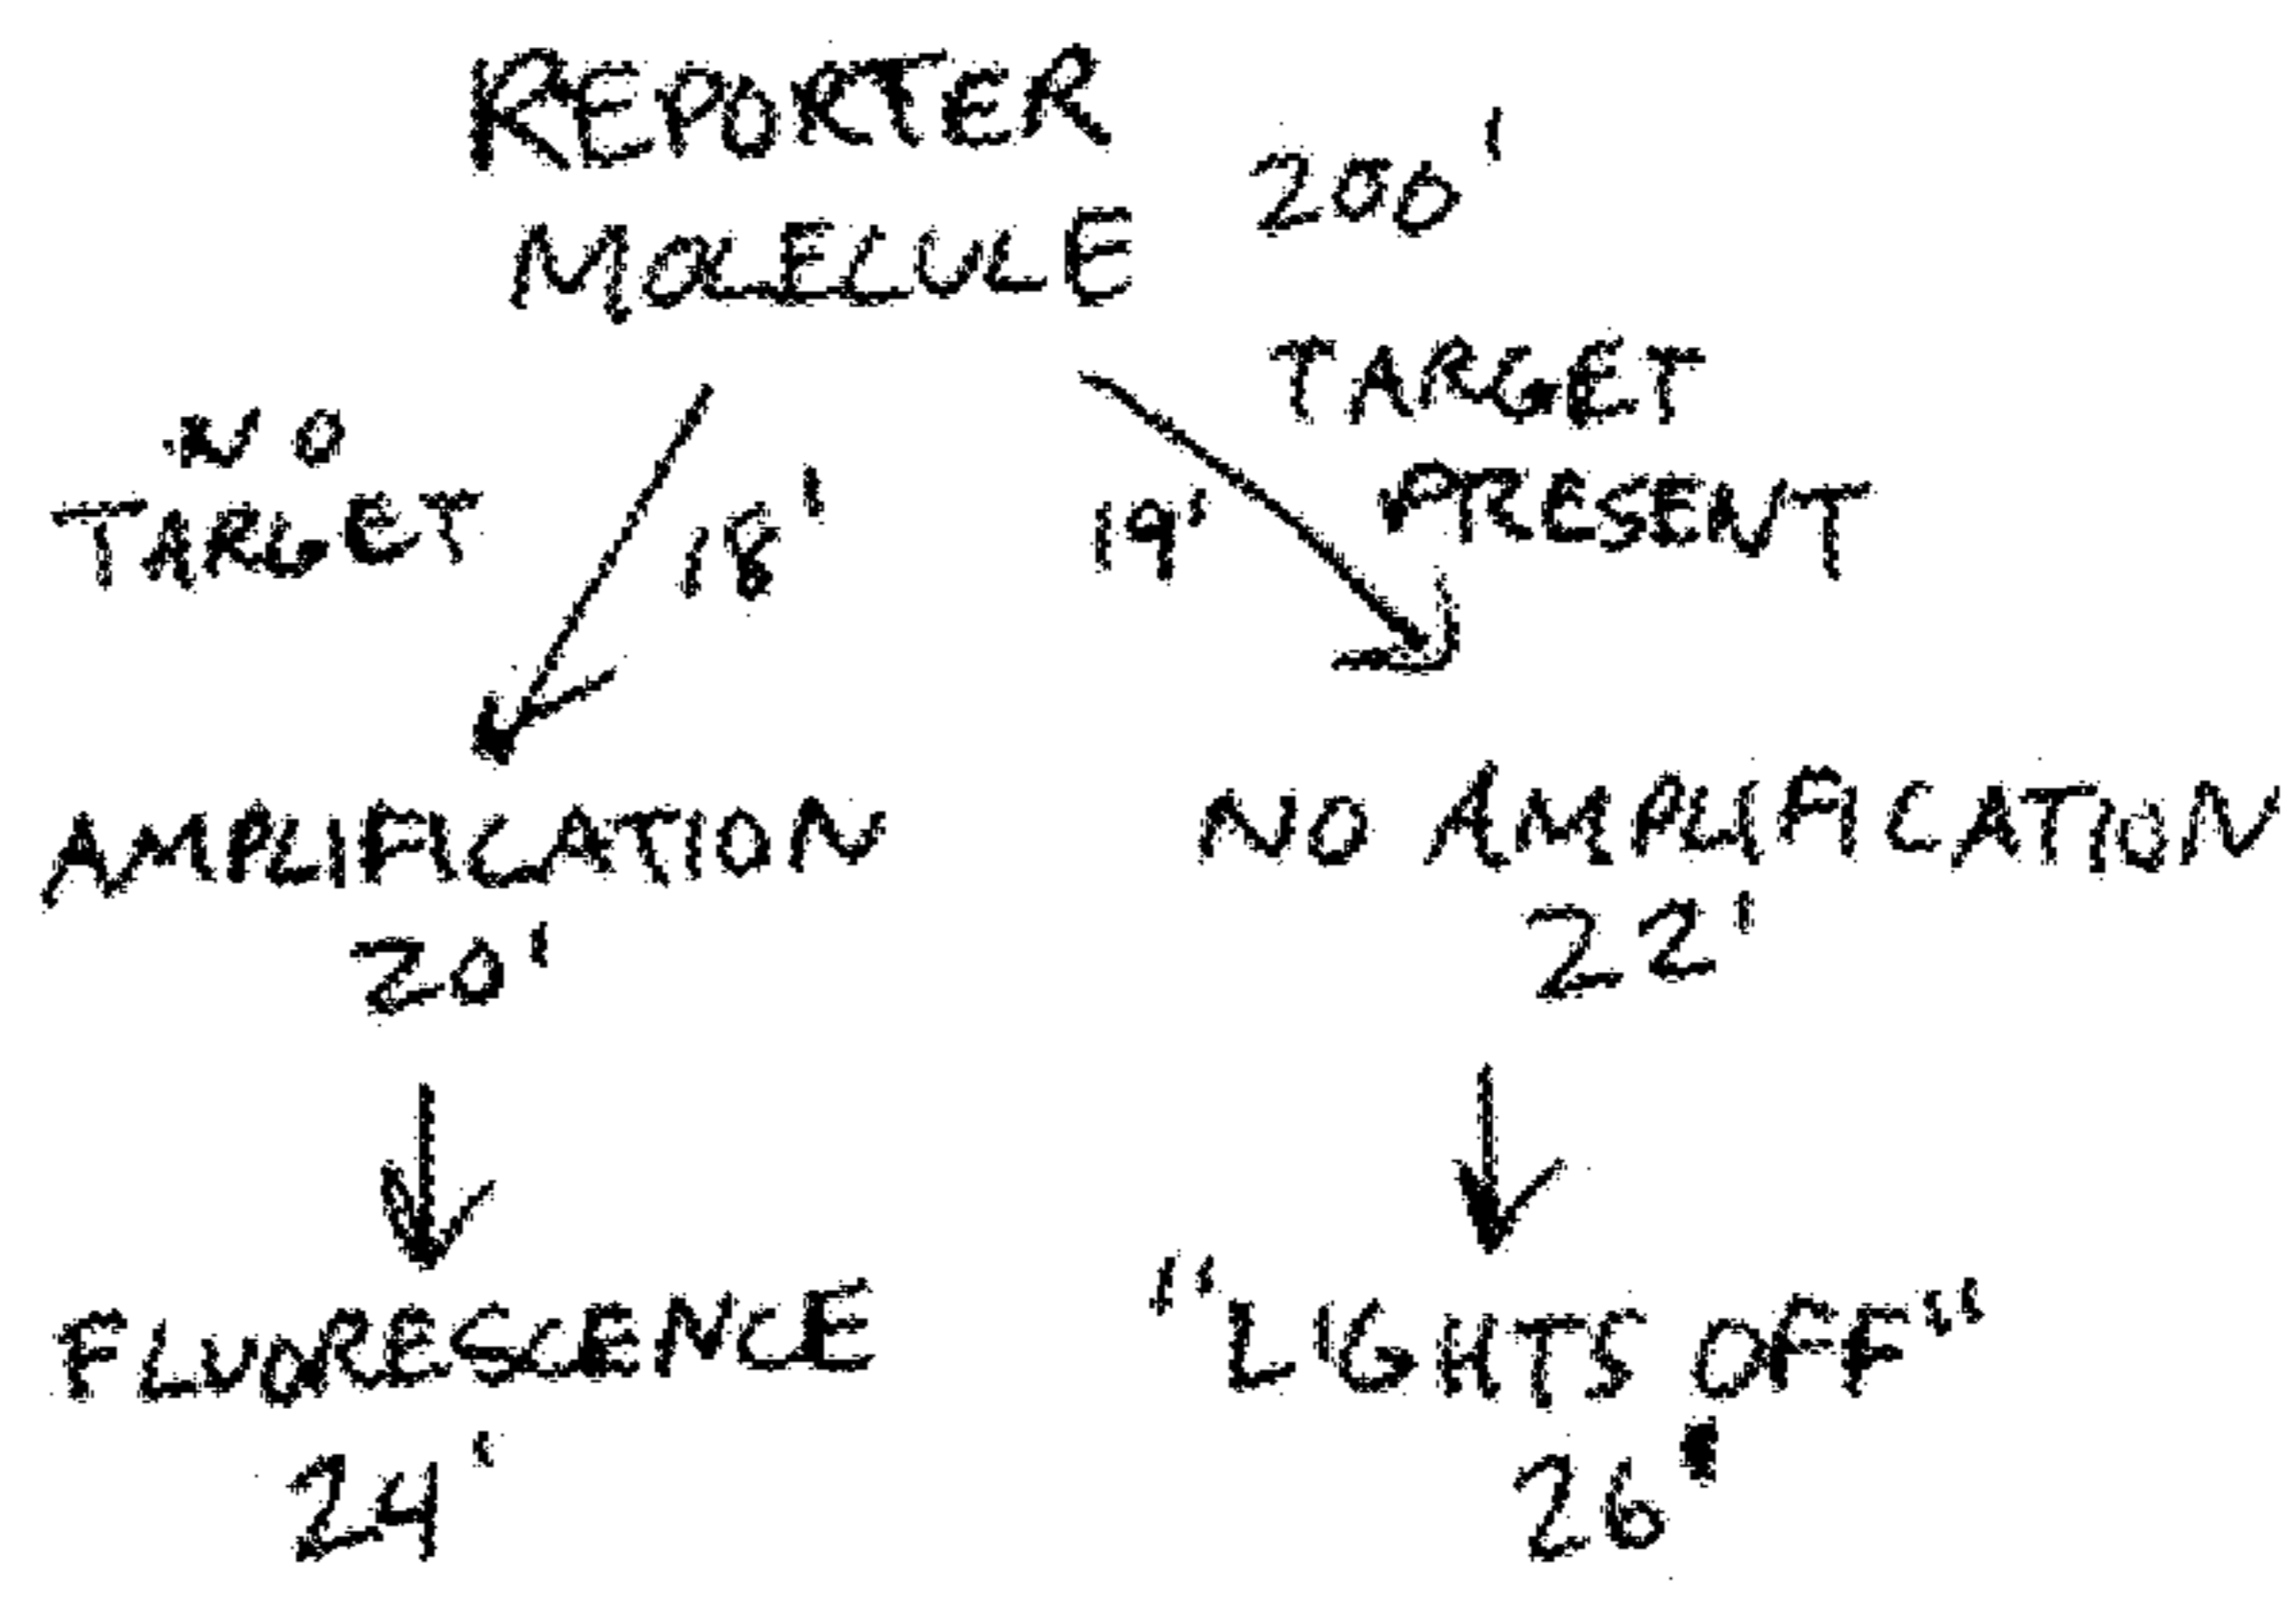 REPORTER
MOLECULE
200'
NO
TARGET
18'
19'
TARGET
PRESENT
AMPLIFICATION
20'
NO AMPLIFICATION
22'
FLUORESCENCE
24'
"LIGHTS OFF"
26'